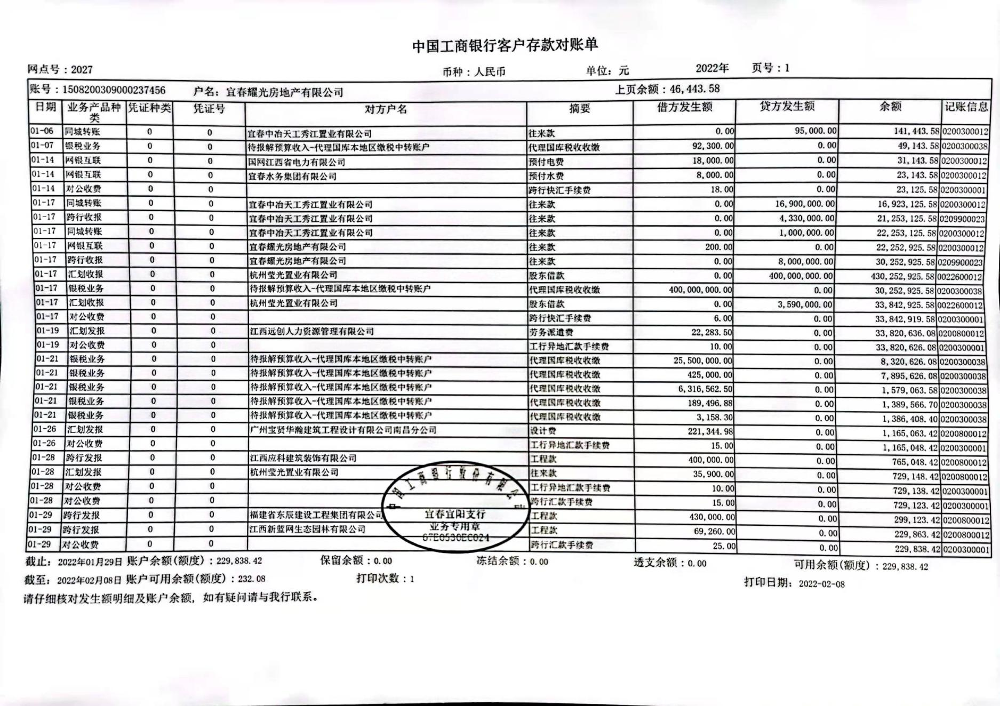 中国工商银行客户存款对账单
网点号：2027 币种：人民币 单位：元 2022年 页号：1
账号：1508200309000237456 户名：宜春耀光房地产有限公司 上页余额：46,443.58
日期 业务产品种类 凭证种类 凭证号 对方户名 摘要 借方发生额 贷方发生额 余额 记账信息
01-06 同城转账 0 0 宜春中冶天工秀江置业有限公司 往来款 0.00 95,000.00 141,443.58 0200300012
01-07 银税业务 0 0 待报解预算收入-代理国库本地区缴税中转账户 代理国库税收收缴 92,300.00 0.00 49,143.58 0200300038
01-14 网银互联 0 0 国网江西省电力有限公司 预付电费 18,000.00 0.00 31,143.58 0200300012
01-14 网银互联 0 0 宜春水务集团有限公司 预付水费 8,000.00 0.00 23,143.58 0200300012
01-14 对公收费 0 0 跨行快汇手续费 18.00 0.00 23,125.58 0200300001
01-17 同城转账 0 0 宜春中冶天工秀江置业有限公司 往来款 0.00 16,900,000.00 16,923,125.58 0200300012
01-17 跨行收报 0 0 宜春中冶天工秀江置业有限公司 往来款 0.00 4,330,000.00 21,253,125.58 0209900023
01-17 同城转账 0 0 宜春中冶天工秀江置业有限公司 往来款 0.00 1,000,000.00 22,253,125.58 0200300012
01-17 网银互联 0 0 宜春耀光房地产有限公司 往来款 200.00 0.00 22,252,925.58 0200300012
01-17 跨行收报 0 0 宜春耀光房地产有限公司 往来款 0.00 8,000,000.00 30,252,925.58 0209900023
01-17 汇划收报 0 0 杭州莹光置业有限公司 股东借款 0.00 400,000,000.00 430,252,925.58 0022600012
01-17 银税业务 0 0 待报解预算收入-代理国库本地区缴税中转账户 代理国库税收收缴 400,000,000.00 0.00 30,252,925.58 0200300038
01-17 汇划收报 0 0 杭州莹光置业有限公司 股东借款 0.00 3,590,000.00 33,842,925.58 0022600012
01-17 对公收费 0 0 跨行快汇手续费 6.00 0.00 33,842,919.58 0200300001
01-19 汇划发报 0 0 江西远创人力资源管理有限公司 劳务派遣费 22,283.50 0.00 33,820,636.08 0200800012
01-19 对公收费 0 0 工行异地汇款手续费 10.00 0.00 33,820,626.08 0200300001
01-21 银税业务 0 0 待报解预算收入-代理国库本地区缴税中转账户 代理国库税收收缴 25,500,000.00 0.00 8,320,626.08 0200300038
01-21 银税业务 0 0 待报解预算收入-代理国库本地区缴税中转账户 代理国库税收收缴 425,000.00 0.00 7,895,626.08 0200300038
01-21 银税业务 0 0 待报解预算收入-代理国库本地区缴税中转账户 代理国库税收收缴 6,316,562.50 0.00 1,579,063.58 0200300038
01-21 银税业务 0 0 待报解预算收入-代理国库本地区缴税中转账户 代理国库税收收缴 189,496.88 0.00 1,389,566.70 0200300038
01-21 银税业务 0 0 待报解预算收入-代理国库本地区缴税中转账户 代理国库税收收缴 3,158.30 0.00 1,386,408.40 0200300038
01-26 汇划发报 0 0 广州宝贤华瀚建筑工程设计有限公司南昌分公司 设计费 221,344.98 0.00 1,165,063.42 0200800012
01-26 对公收费 0 0 工行异地汇款手续费 15.00 0.00 1,165,048.42 0200300001
01-28 跨行发报 0 0 江西应科建筑装饰有限公司 工程款 400,000.00 0.00 765,048.42 0200800012
01-28 汇划发报 0 0 杭州莹光置业有限公司 往来款 35,900.00 0.00 729,148.42 0200800012
01-28 对公收费 0 0 工行异地汇款手续费 10.00 0.00 729,138.42 0200300001
01-28 对公收费 0 0 跨行汇款手续费 15.00 0.00 729,123.42 0200300001
01-29 跨行发报 0 0 福建省东辰建设工程集团有限公司 工程款 430,000.00 0.00 299,123.42 0200800012
01-29 跨行发报 0 0 江西新蓝网生态园林有限公司 工程款 69,260.00 0.00 229,863.42 0200800012
01-29 对公收费 0 0 跨行汇款手续费 25.00 0.00 229,838.42 0200300001
中国工商银行股份有限公司
宜春宜阳支行
业务专用章
67E0530EC024
截止：2022年01月29日 账户余额(额度)：229,838.42 保留余额：0.00 冻结余额：0.00 透支余额：0.00 可用余额(额度)：229,838.42
截至：2022年02月08日 账户可用余额(额度)：232.08 打印次数：1 打印日期：2022-02-08
请仔细核对发生额明细及账户余额，如有疑问请与我行联系。